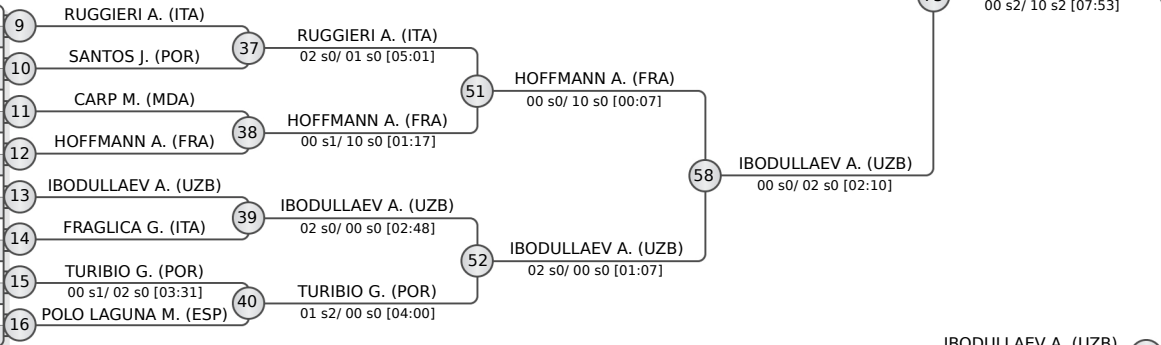 00 s2/ 10 s2 [07:53]
9
RUGGIERI A. (ITA)
37
RUGGIERI A. (ITA)
02 s0/ 01 s0 [05:01]
10
SANTOS J. (POR)
51
HOFFMANN A. (FRA)
00 s0/ 10 s0 [00:07]
11
CARP M. (MDA)
38
HOFFMANN A. (FRA)
00 s1/ 10 s0 [01:17]
12
HOFFMANN A. (FRA)
58
IBODULLAEV A. (UZB)
00 s0/ 02 s0 [02:10]
13
IBODULLAEV A. (UZB)
39
IBODULLAEV A. (UZB)
02 s0/ 00 s0 [02:48]
14
FRAGLICA G. (ITA)
52
IBODULLAEV A. (UZB)
02 s0/ 00 s0 [01:07]
15
TURIBIO G. (POR)
00 s1/ 02 s0 [03:31]
40
TURIBIO G. (POR)
01 s2/ 00 s0 [04:00]
16
POLO LAGUNA M. (ESP)
IBODULLAEV A. (UZB)